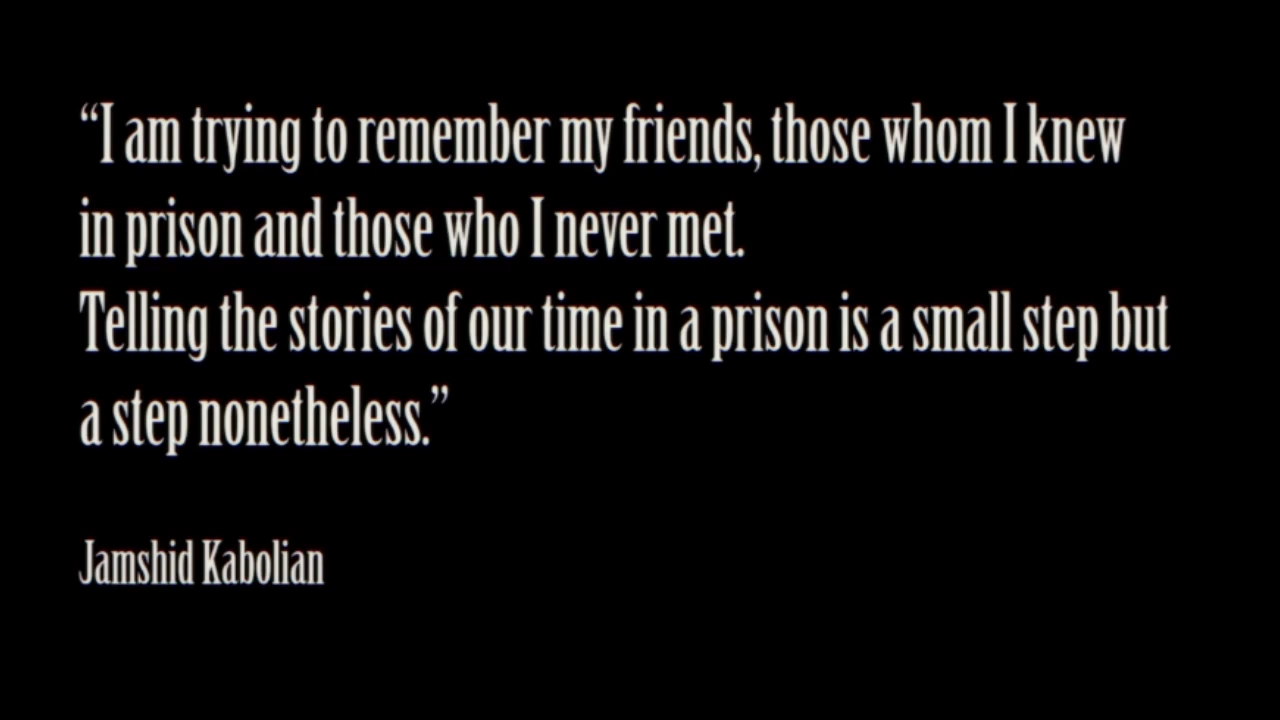 “I am trying to remember my friends, those whom I knew
in prison and those who I never met.
Telling the stories of our time in a prison is a small step but
a step nonetheless.”
Jamshid Kabolian